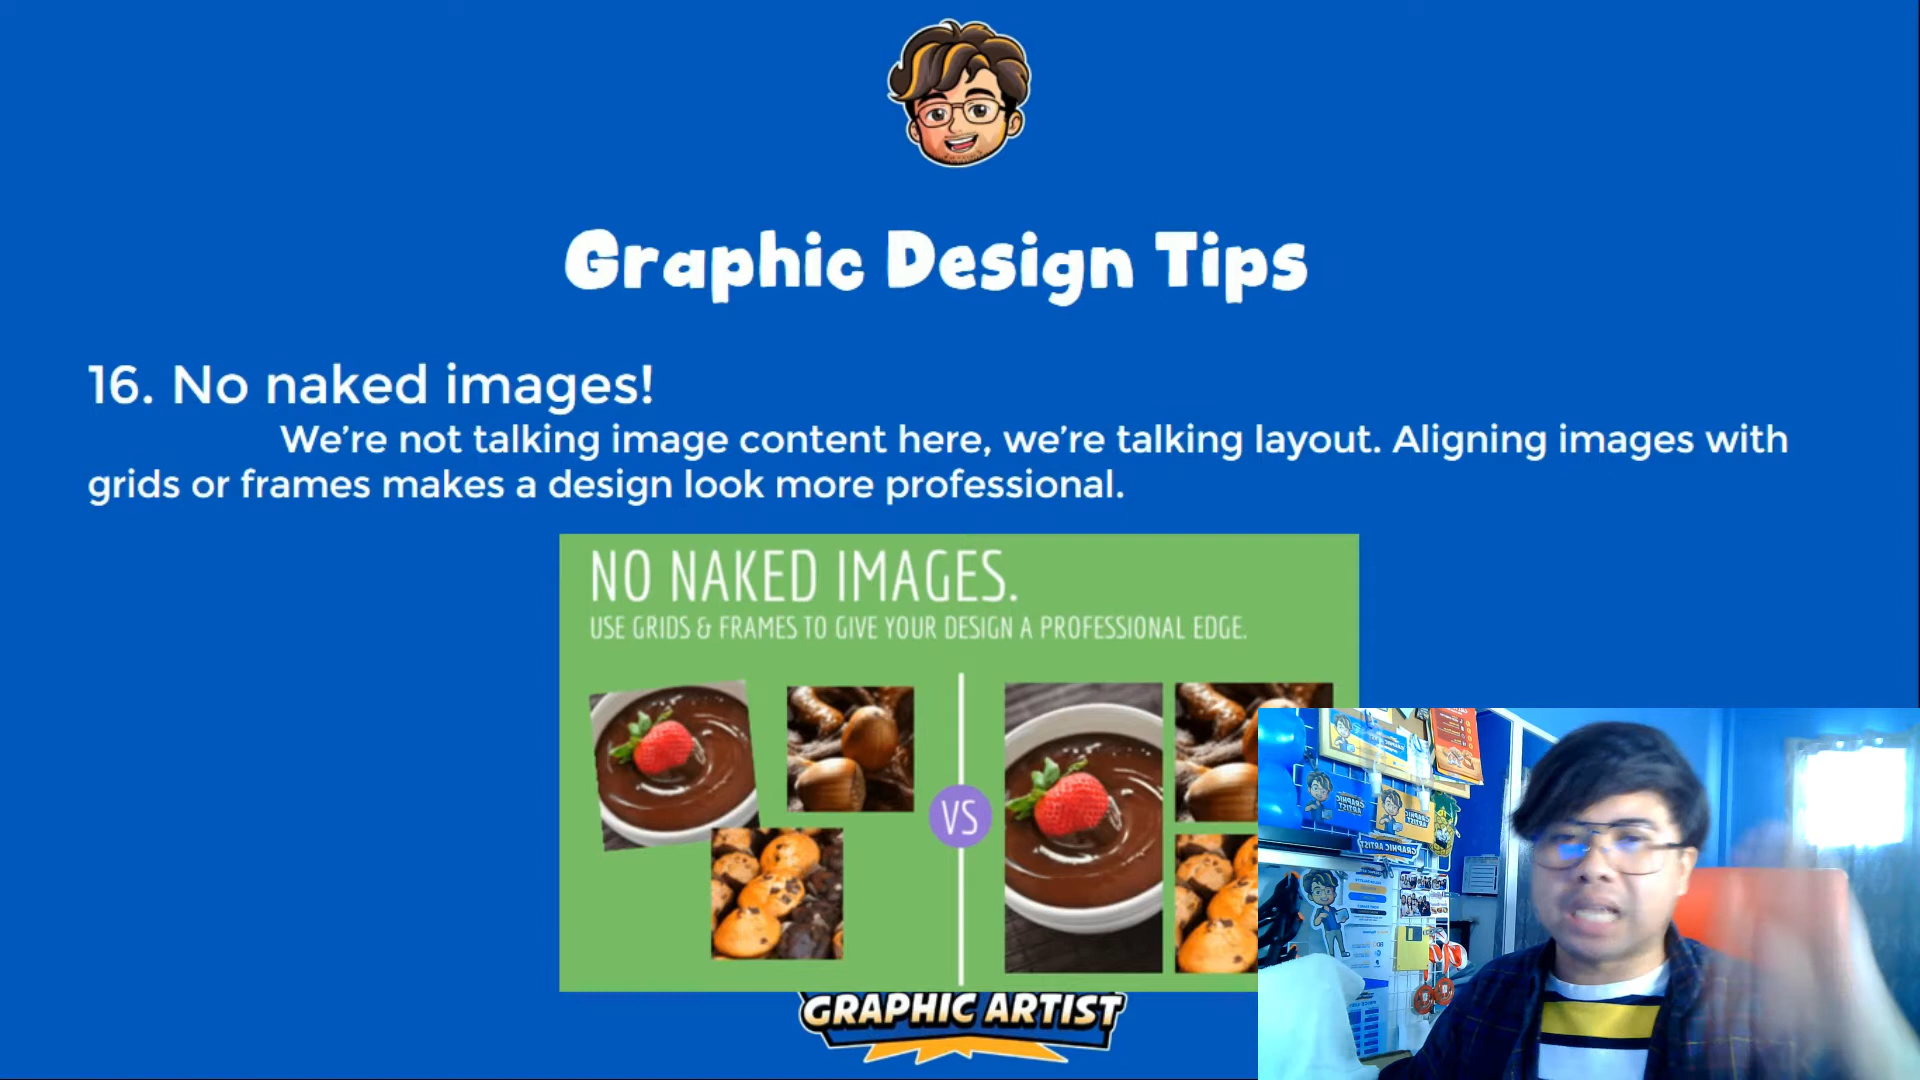 Graphic Design Tips
16. No naked images!
We’re not talking image content here, we’re talking layout. Aligning images with
grids or frames makes a design look more professional.
NO NAKED IMAGES.
USE GRIDS & FRAMES TO GIVE YOUR DESIGN A PROFESSIONAL EDGE.
VS
GRAPHIC ARTIST
GRAPHIC ARTIST